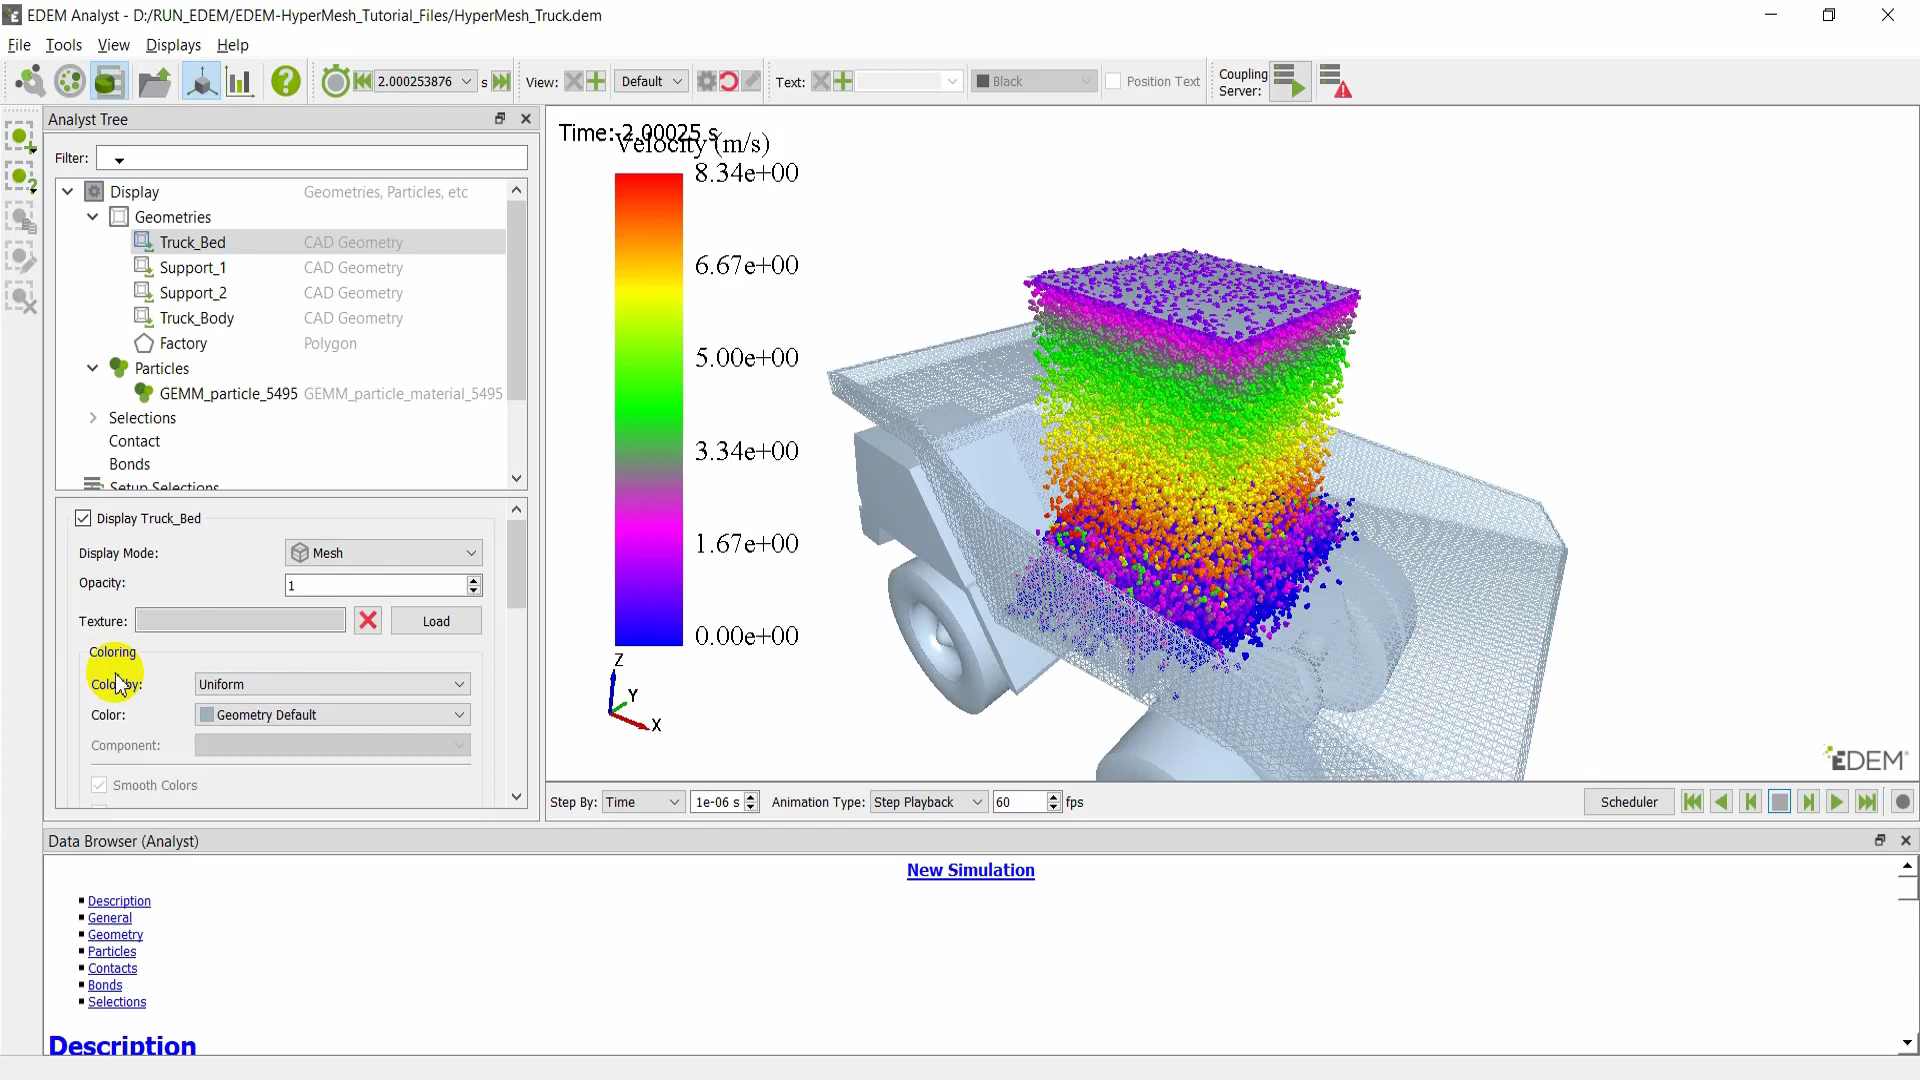 EDEM Analyst - D:/RUN_EDEM/EDEM-HyperMesh_Tutorial_Files/HyperMesh_Truck.dem
File Tools View Displays Help
2.000253876 s View: Default Text: Black Position Text Coupling Server:
Analyst Tree
Filter:
Display Geometries, Particles, etc
Geometries
Truck_Bed CAD Geometry
Support_1 CAD Geometry
Support_2 CAD Geometry
Truck_Body CAD Geometry
Factory Polygon
Particles
GEMM_particle_5495 GEMM_particle_material_5495
Selections
Contact
Bonds
Setup Selections
Display Truck_Bed
Display Mode: Mesh
Opacity: 1
Texture: Load
Coloring
Color by: Uniform
Color: Geometry Default
Component:
Smooth Colors
Time: 2.00025 s
Velocity (m/s)
8.34e+00
6.67e+00
5.00e+00
3.34e+00
1.67e+00
0.00e+00
Z
Y
X
EDEM
Step By: Time 1e-06 s Animation Type: Step Playback 60 fps Scheduler
Data Browser (Analyst)
New Simulation
Description
General
Geometry
Particles
Contacts
Bonds
Selections
Description